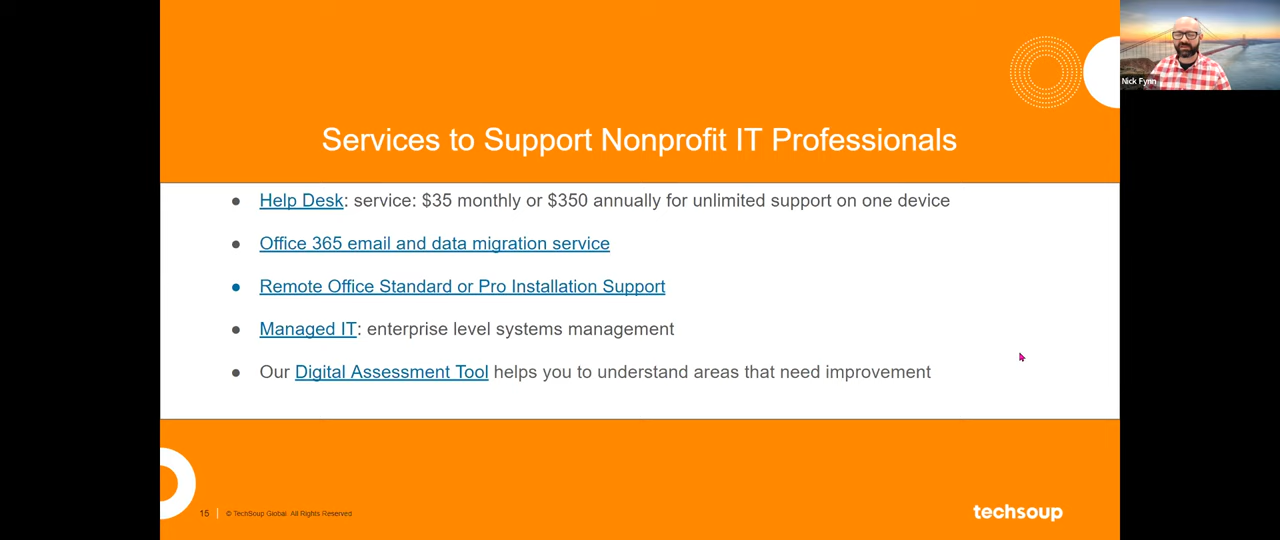 Nick Fynn
Services to Support Nonprofit IT Professionals
● Help Desk: service: $35 monthly or $350 annually for unlimited support on one device
● Office 365 email and data migration service
● Remote Office Standard or Pro Installation Support
● Managed IT: enterprise level systems management
● Our Digital Assessment Tool helps you to understand areas that need improvement
15 | © TechSoup Global. All Rights Reserved
techsoup